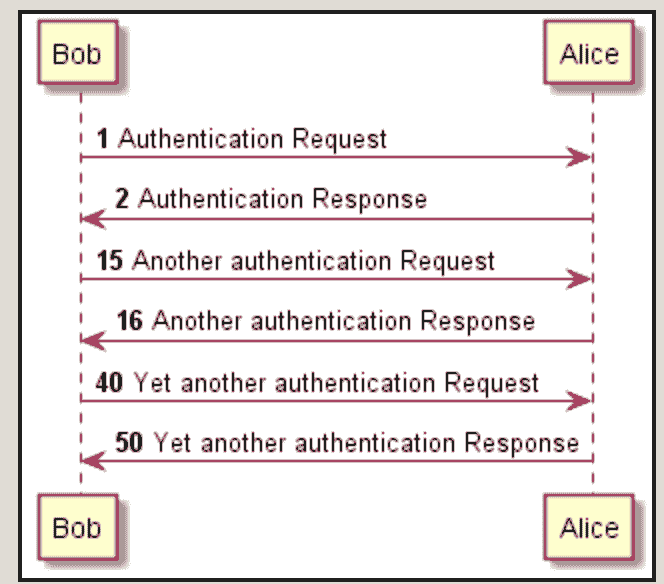 Bob Alice
1 Authentication Request
2 Authentication Response
15 Another authentication Request
16 Another authentication Response
40 Yet another authentication Request
50 Yet another authentication Response
Bob Alice